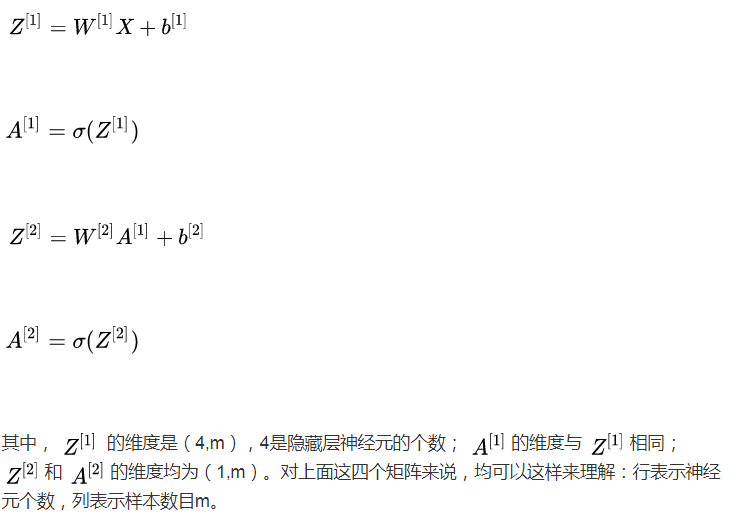 Z^{[1]} = W^{[1]}X + b^{[1]}
A^{[1]} = σ(Z^{[1]})
Z^{[2]} = W^{[2]}A^{[1]} + b^{[2]}
A^{[2]} = σ(Z^{[2]})
其中， Z^{[1]} 的维度是（4,m），4是隐藏层神经元的个数； A^{[1]} 的维度与 Z^{[1]} 相同；
Z^{[2]} 和 A^{[2]} 的维度均为（1,m）。对上面这四个矩阵来说，均可以这样来理解：行表示神经
元个数，列表示样本数目m。